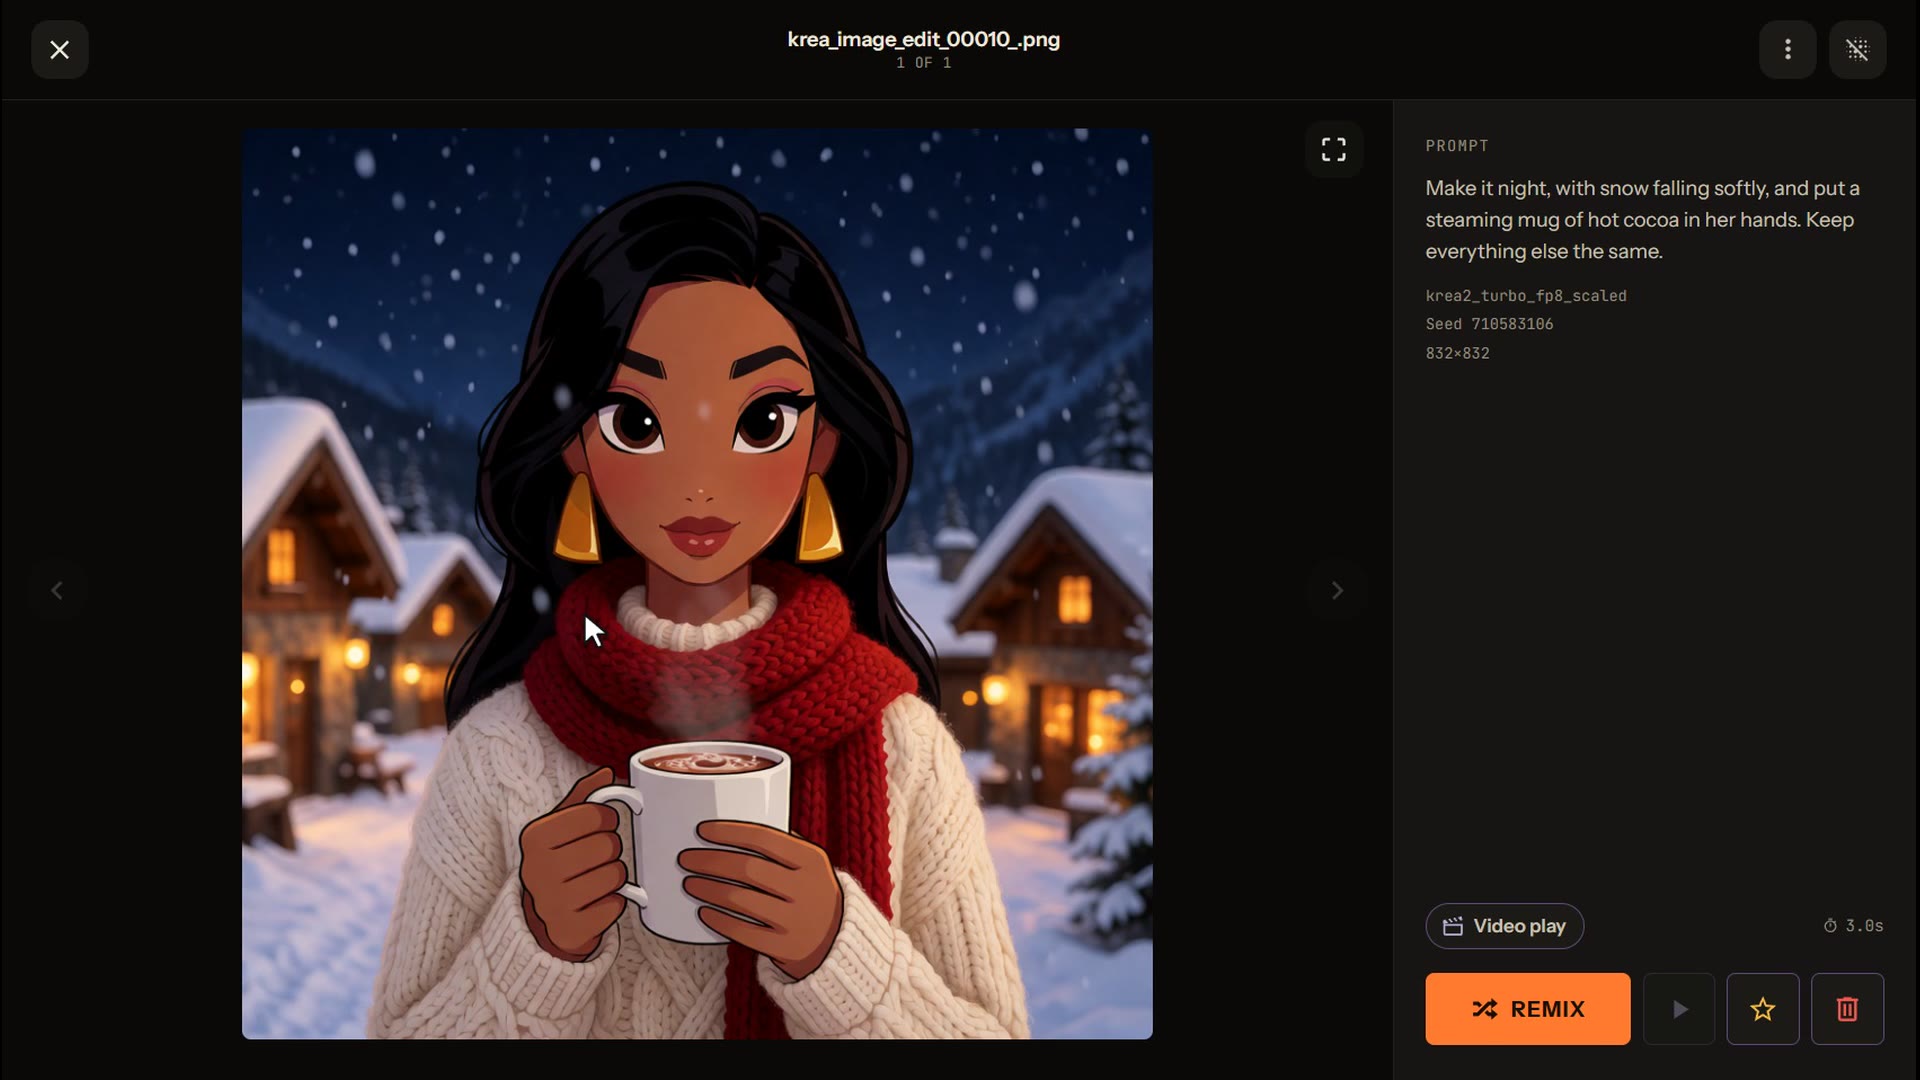 krea_image_edit_00010_.png
1 OF 1
PROMPT
Make it night, with snow falling softly, and put a
steaming mug of hot cocoa in her hands. Keep
everything else the same.
krea2_turbo_fp8_scaled
Seed 710583106
832×832
Video play
3.0s
REMIX